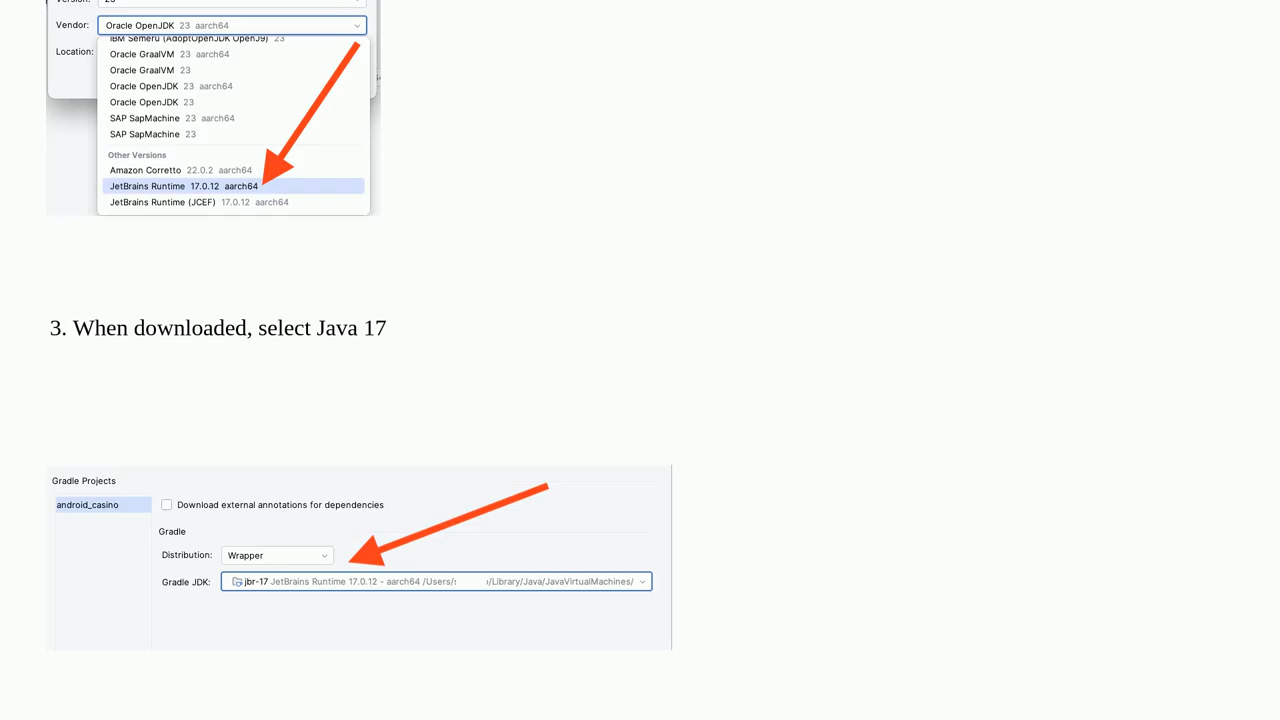 Vendor: Oracle OpenJDK 23 aarch64
IBM Semeru (AdoptOpenJDK OpenJ9) 23
Location:
Oracle GraalVM 23 aarch64
Oracle GraalVM 23
Oracle OpenJDK 23 aarch64
Oracle OpenJDK 23
SAP SapMachine 23 aarch64
SAP SapMachine 23
Other Versions
Amazon Corretto 22.0.2 aarch64
JetBrains Runtime 17.0.12 aarch64
JetBrains Runtime (JCEF) 17.0.12 aarch64
3. When downloaded, select Java 17
Gradle Projects
android_casino
Download external annotations for dependencies
Gradle
Distribution: Wrapper
Gradle JDK: jbr-17 JetBrains Runtime 17.0.12 - aarch64 /Users/ /Library/Java/JavaVirtualMachines/